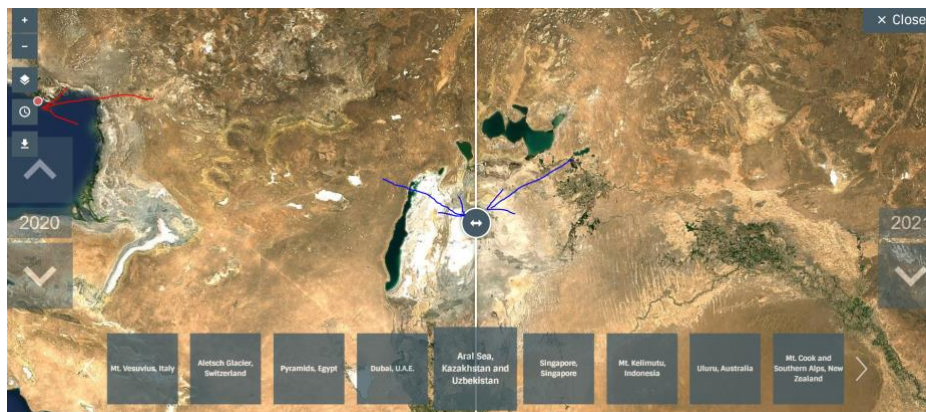 +
× Close
−
2020
2021
Mt. Vesuvius, Italy
Aletsch Glacier,
Switzerland
Pyramids, Egypt
Dubai, U.A.E.
Aral Sea,
Kazakhstan and
Uzbekistan
Singapore,
Singapore
Mt. Kelimutu,
Indonesia
Uluru, Australia
Mt. Cook and
Southern Alps, New
Zealand